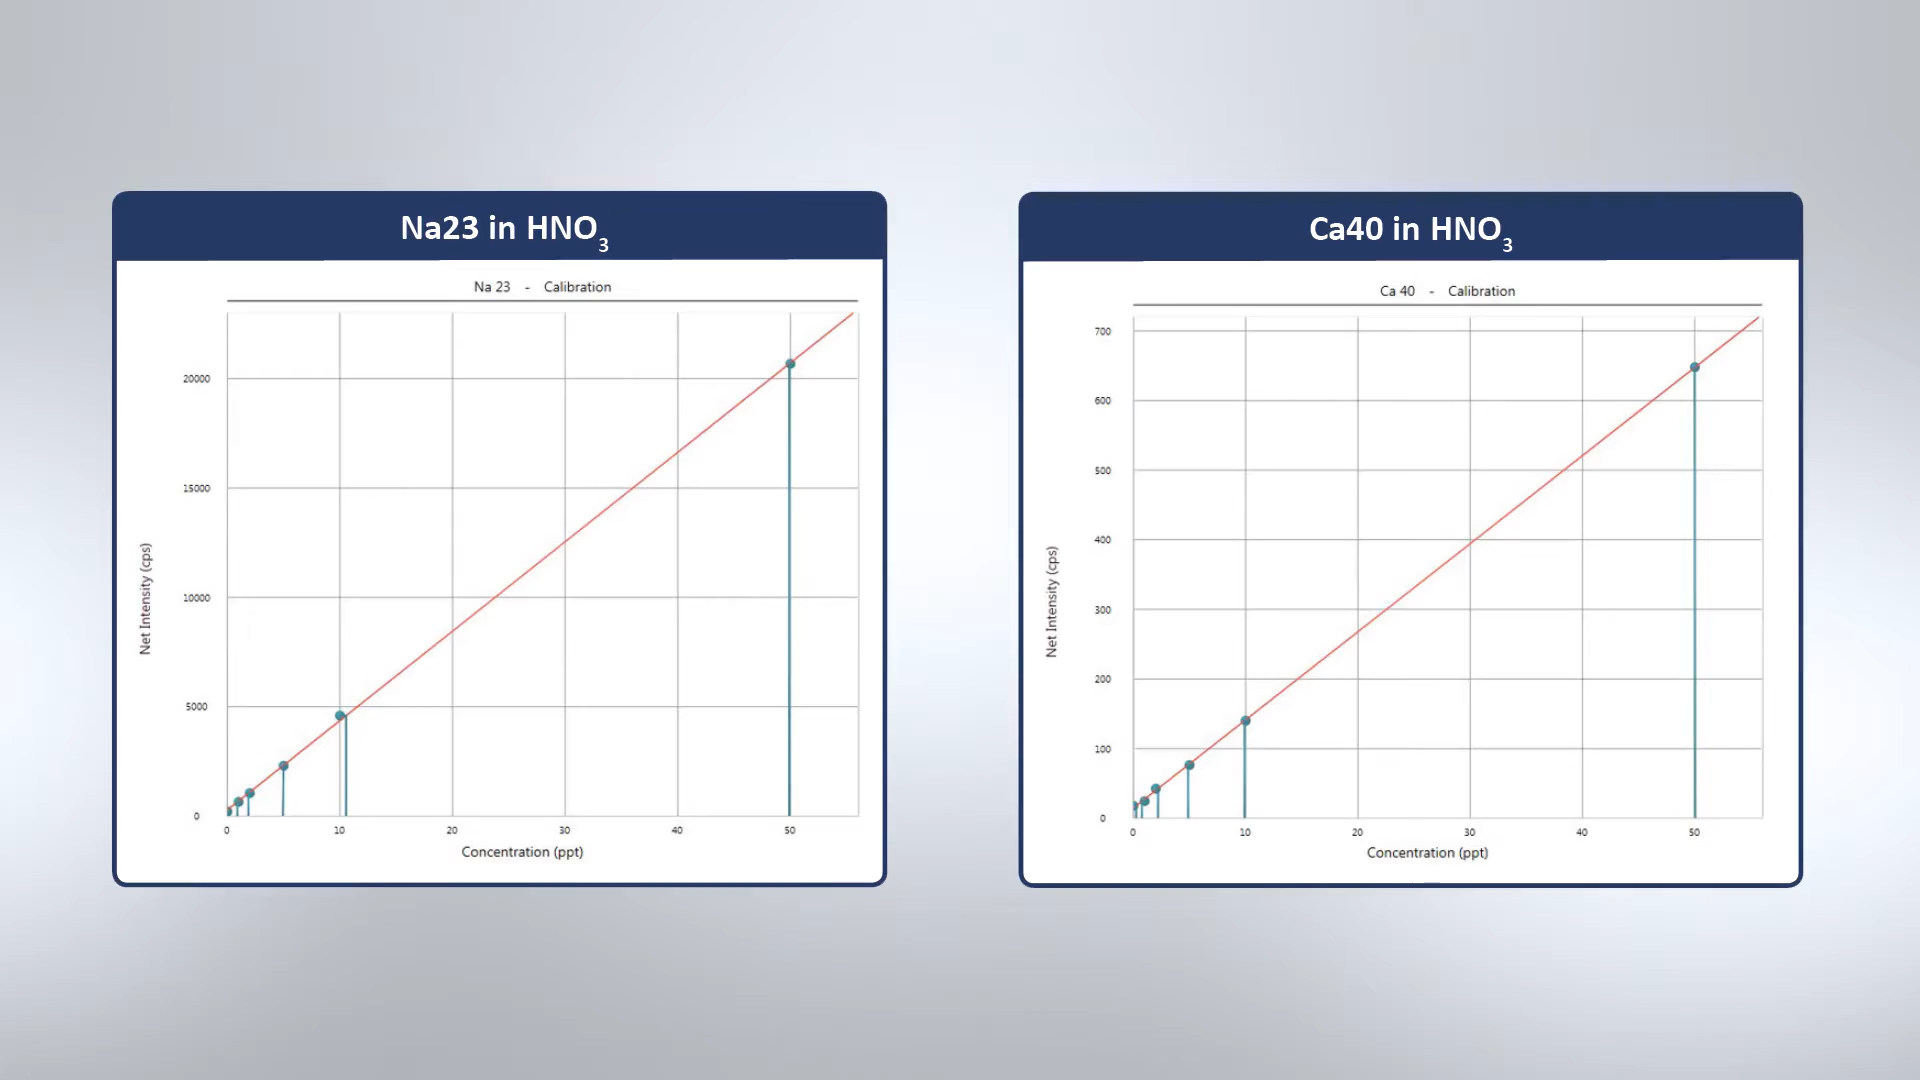 Na23 in HNO3
Na 23 - Calibration
20000
15000
10000
5000
0
Net Intensity (cps)
0 10 20 30 40 50
Concentration (ppt)
Ca40 in HNO3
Ca 40 - Calibration
700
600
500
400
300
200
100
0
Net Intensity (cps)
0 10 20 30 40 50
Concentration (ppt)